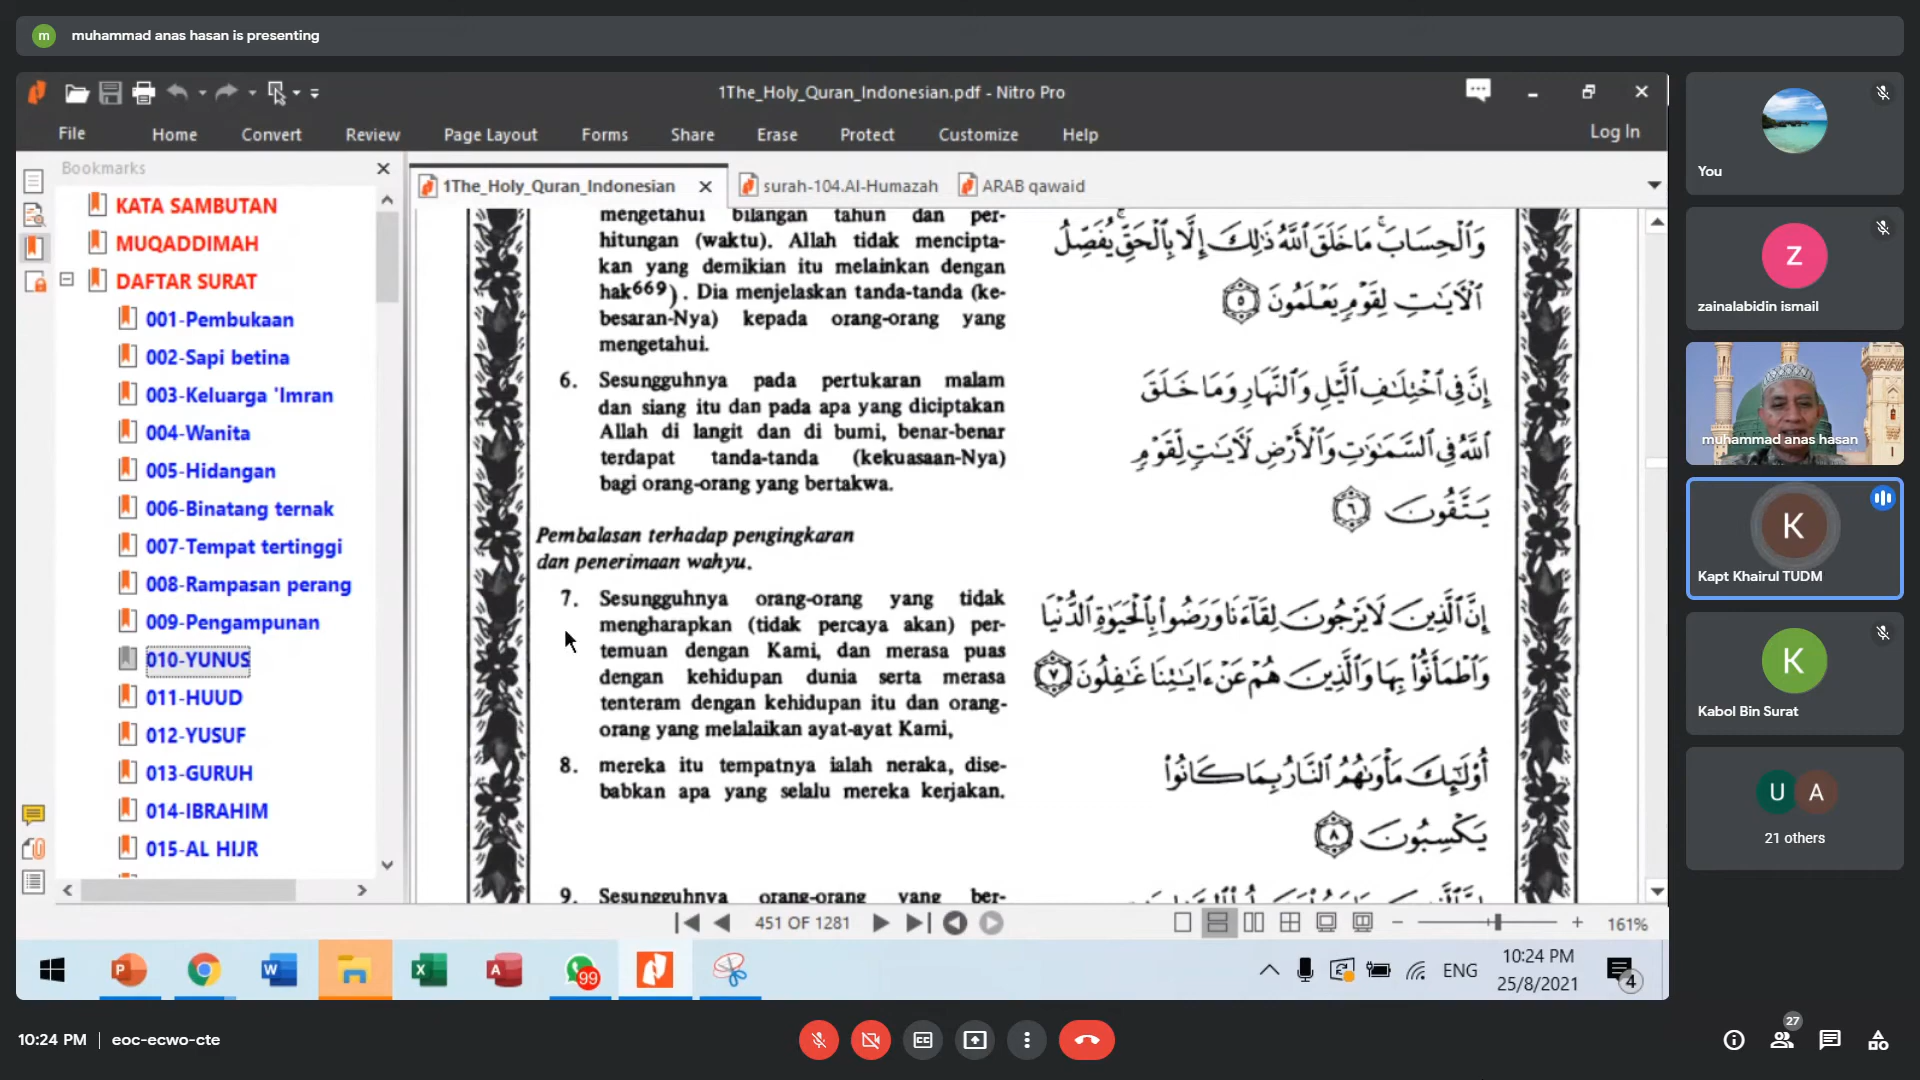 m
muhammad anas hasan is presenting
1The_Holy_Quran_Indonesian.pdf - Nitro Pro
File Home Convert Review Page Layout Forms Share Erase Protect Customize Help Log In
Bookmarks
KATA SAMBUTAN
MUQADDIMAH
DAFTAR SURAT
001-Pembukaan
002-Sapi betina
003-Keluarga 'Imran
004-Wanita
005-Hidangan
006-Binatang ternak
007-Tempat tertinggi
008-Rampasan perang
009-Pengampunan
010-YUNUS
011-HUUD
012-YUSUF
013-GURUH
014-IBRAHIM
015-AL HIJR
1The_Holy_Quran_Indonesian surah-104.Al-Humazah ARAB qawaid
mengetahui bilangan tahun dan per-
hitungan (waktu). Allah tidak mencipta-
kan yang demikian itu melainkan dengan
hak669). Dia menjelaskan tanda-tanda (ke-
besaran-Nya) kepada orang-orang yang
mengetahui.
6. Sesungguhnya pada pertukaran malam
dan siang itu dan pada apa yang diciptakan
Allah di langit dan di bumi, benar-benar
terdapat tanda-tanda (kekuasaan-Nya)
bagi orang-orang yang bertakwa.
Pembalasan terhadap pengingkaran
dan penerimaan wahyu.
7. Sesungguhnya orang-orang yang tidak
mengharapkan (tidak percaya akan) per-
temuan dengan Kami, dan merasa puas
dengan kehidupan dunia serta merasa
tenteram dengan kehidupan itu dan orang-
orang yang melalaikan ayat-ayat Kami,
8. mereka itu tempatnya ialah neraka, dise-
babkan apa yang selalu mereka kerjakan.
9. Sesungguhnya orang-orang yang ber-
وَٱلْحِسَابَ ۚ مَا خَلَقَ ٱللَّهُ ذَٰلِكَ إِلَّا بِٱلْحَقِّ ۚ يُفَصِّلُ
ٱلْآيَٰتِ لِقَوْمٍ يَعْلَمُونَ ٥
إِنَّ فِى ٱخْتِلَٰفِ ٱلَّيْلِ وَٱلنَّهَارِ وَمَا خَلَقَ
ٱللَّهُ فِى ٱلسَّمَٰوَٰتِ وَٱلْأَرْضِ لَآيَٰتٍ لِّقَوْمٍ
يَتَّقُونَ ٦
إِنَّ ٱلَّذِينَ لَا يَرْجُونَ لِقَآءَنَا وَرَضُوا۟ بِٱلْحَيَوٰةِ ٱلدُّنْيَا
وَٱطْمَأَنُّوا۟ بِهَا وَٱلَّذِينَ هُمْ عَنْ ءَايَٰتِنَا غَٰفِلُونَ ٧
أُو۟لَٰٓئِكَ مَأْوَىٰهُمُ ٱلنَّارُ بِمَا كَانُوا۟
يَكْسِبُونَ ٨
451 OF 1281
161%
99
ENG
10:24 PM
25/8/2021
4
You
Z
zainalabidin ismail
muhammad anas hasan
K
Kapt Khairul TUDM
K
Kabol Bin Surat
U A
21 others
10:24 PM | eoc-ecwo-cte
27